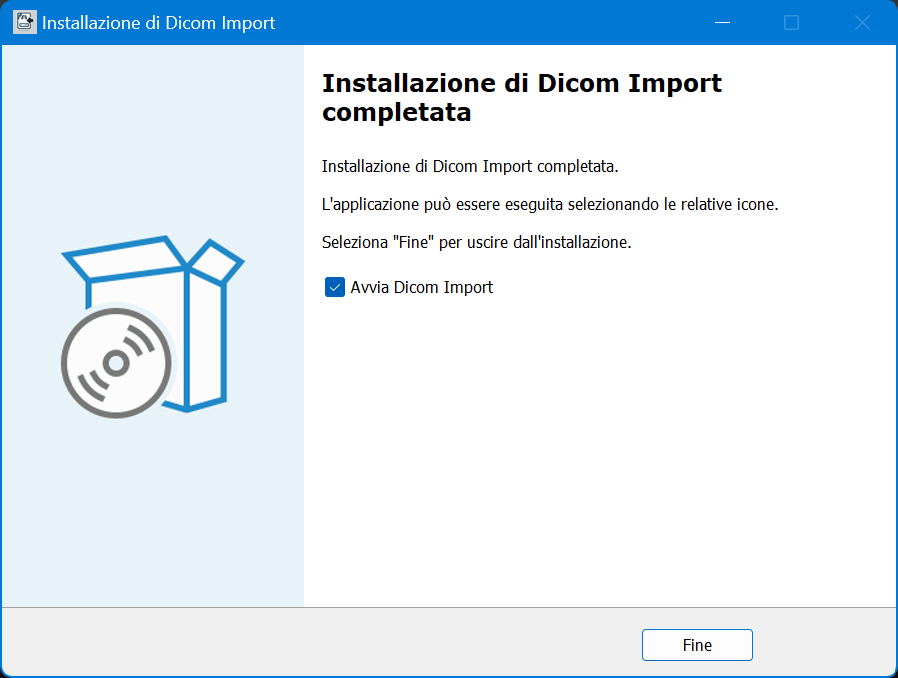 Installazione di Dicom Import
Installazione di Dicom Import
completata
Installazione di Dicom Import completata.
L'applicazione può essere eseguita selezionando le relative icone.
Seleziona "Fine" per uscire dall'installazione.
Avvia Dicom Import
Fine